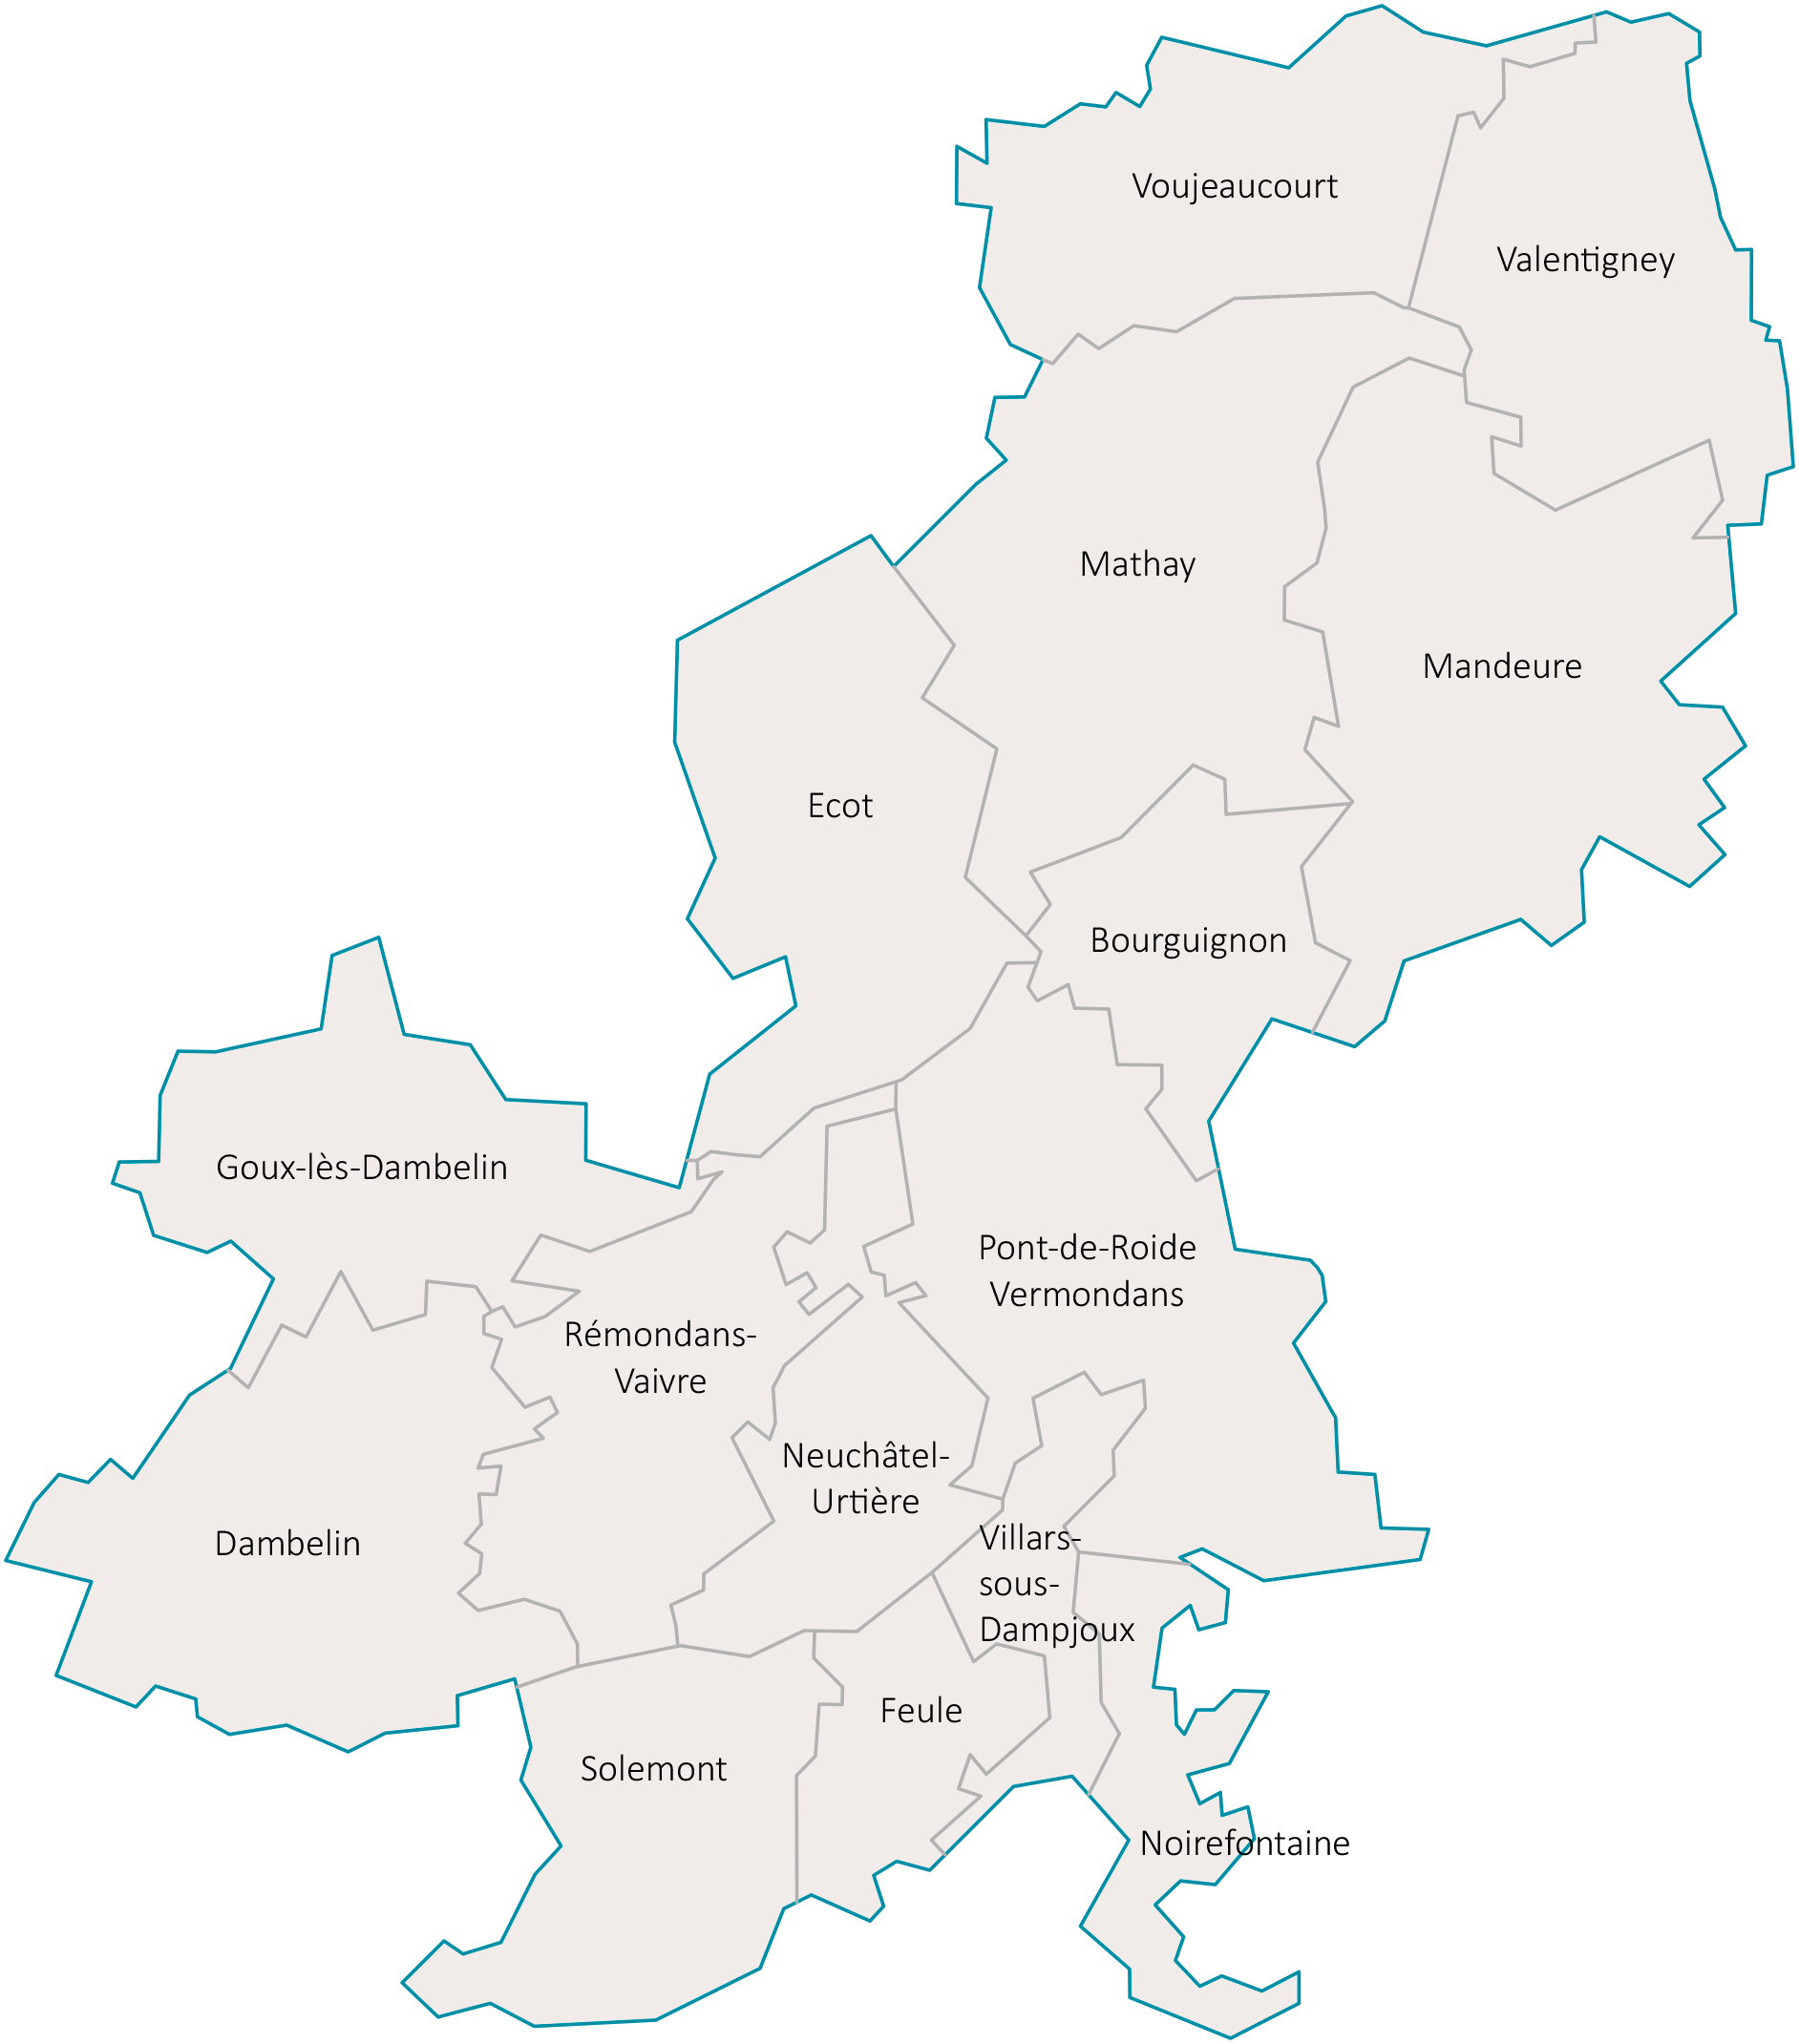 Voujeaucourt
Valentigney
Mathay
Mandeure
Ecot
Bourguignon
Goux-lès-Dambelin
Pont-de-Roide
Vermondans
Rémondans-
Vaivre
Neuchâtel-
Urtière
Dambelin
Villars-
sous-
Dampjoux
Feule
Solemont
Noirefontaine